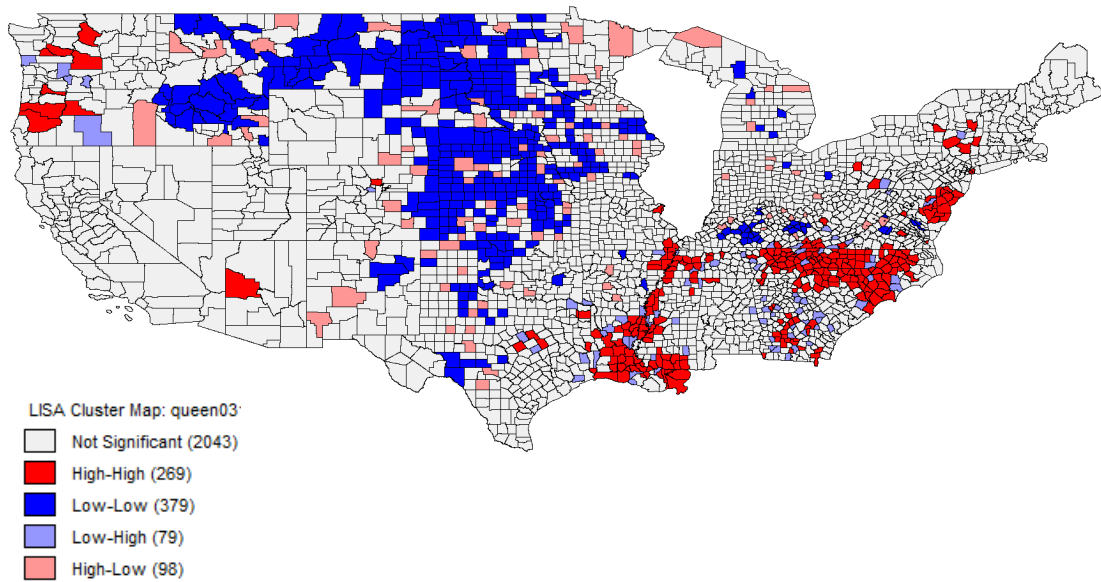 LISA Cluster Map: queen03
Not Significant (2043)
High-High (269)
Low-Low (379)
Low-High (79)
High-Low (98)